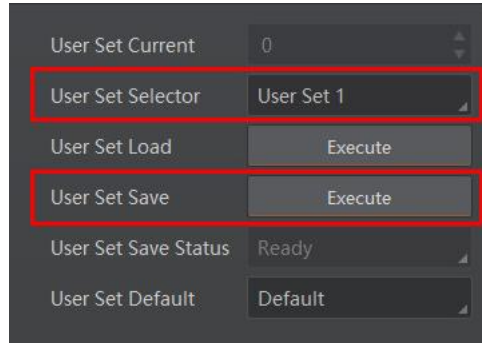 User Set Current 0
User Set Selector User Set 1
User Set Load Execute
User Set Save Execute
User Set Save Status Ready
User Set Default Default